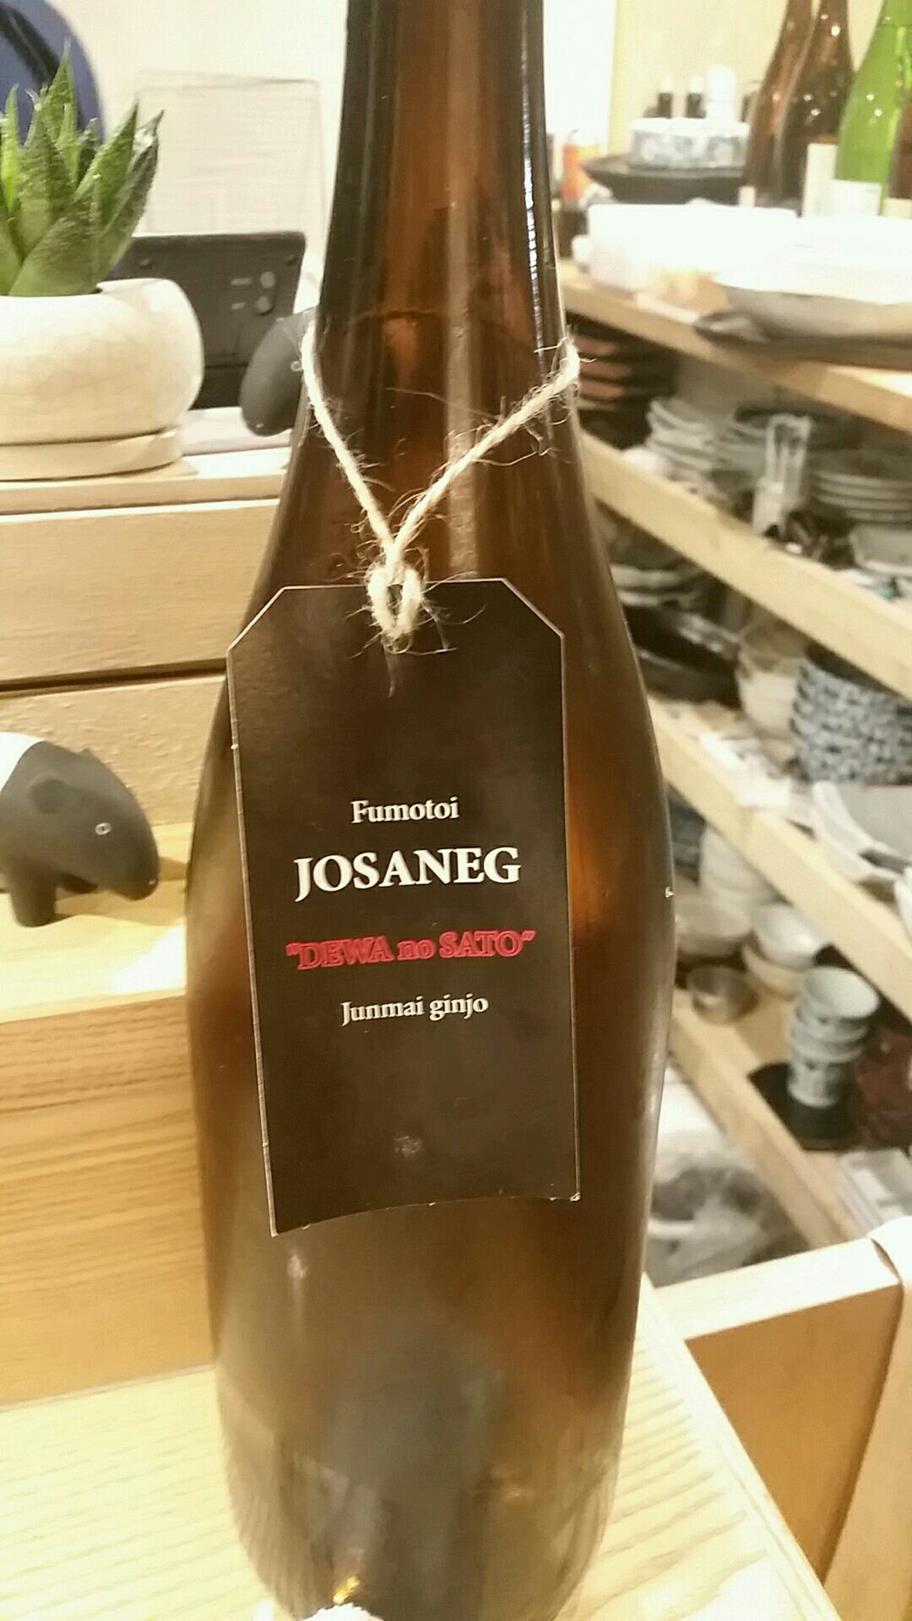 Fumotoi
JOSANEG
"DEWA no SATO"
Junmai ginjo